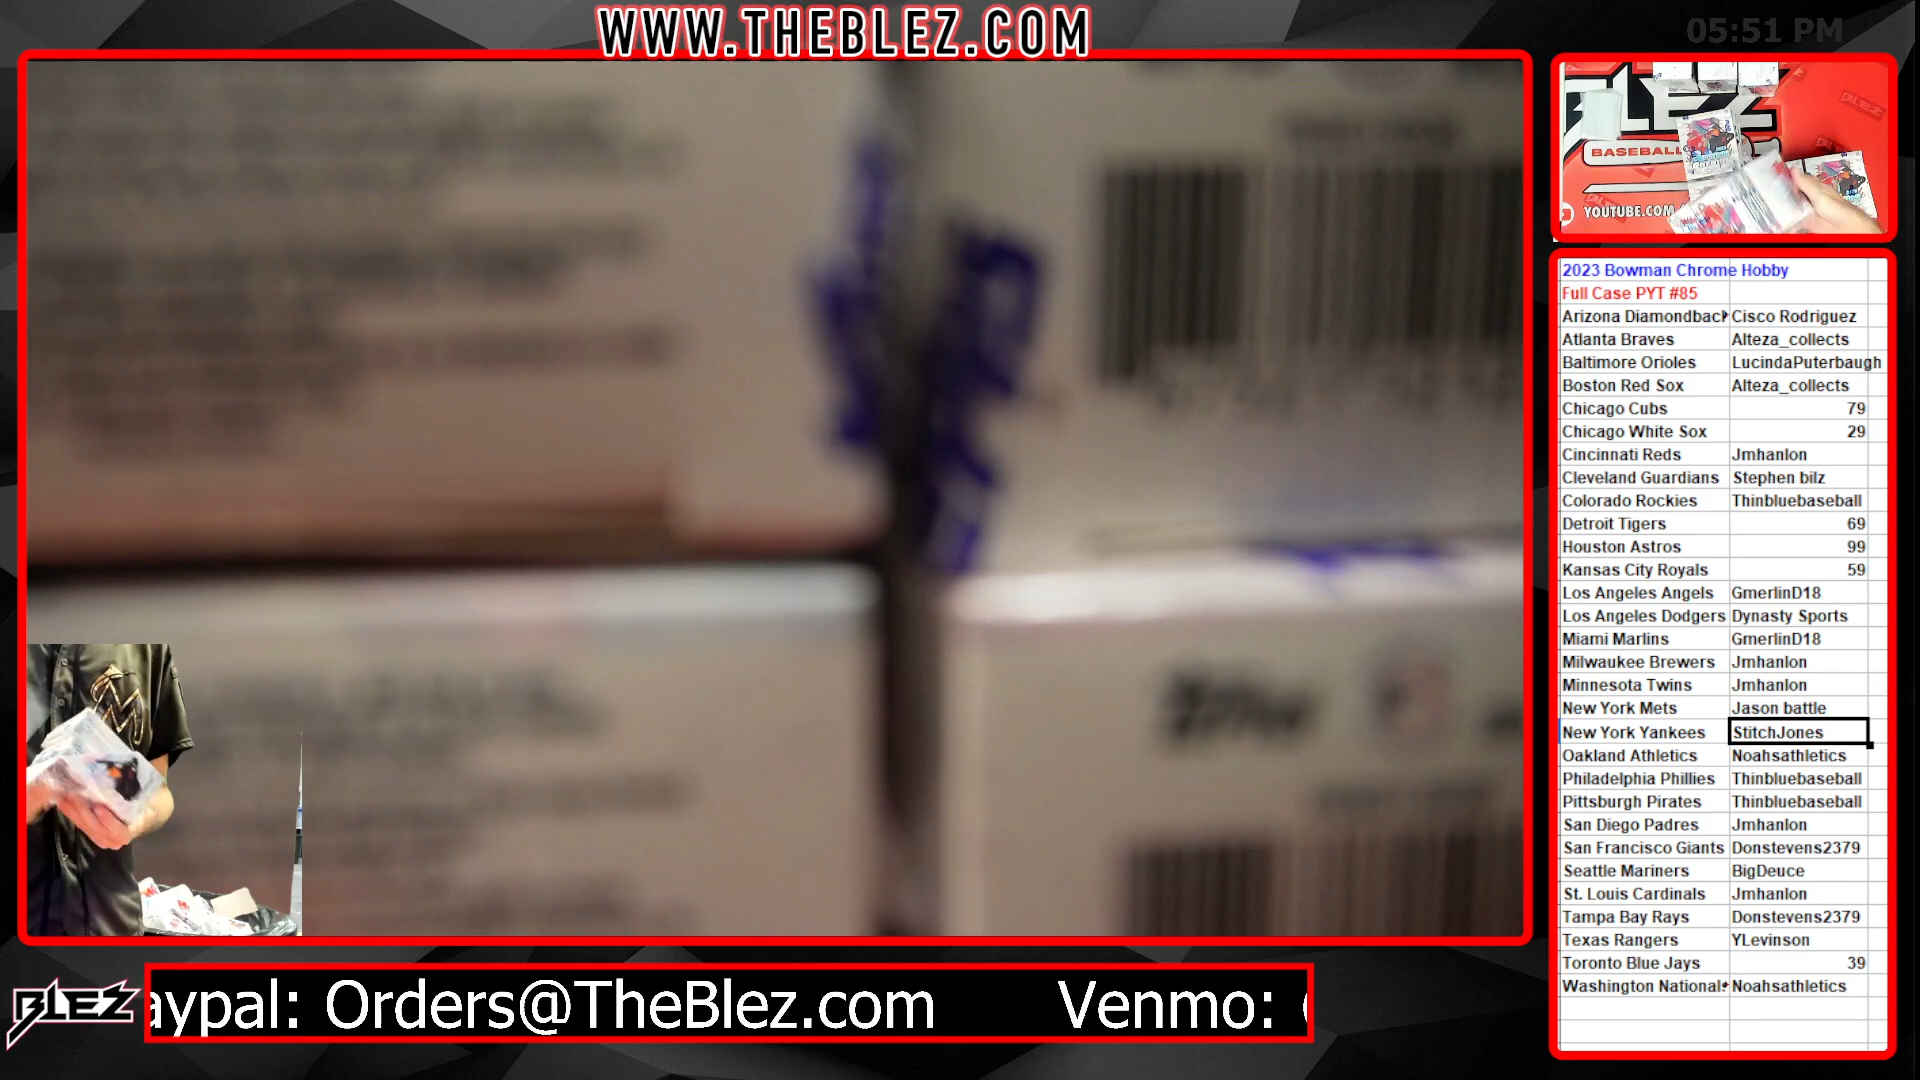 WWW.THEBLEZ.COM
05:51 PM
BLEZ
BASEBALL
YOUTUBE.COM
2023 Bowman Chrome Hobby
Full Case PYT #85
Arizona Diamondback Cisco Rodriguez
Atlanta Braves Alteza_collects
Baltimore Orioles LucindaPuterbaugh
Boston Red Sox Alteza_collects
Chicago Cubs 79
Chicago White Sox 29
Cincinnati Reds Jmhanlon
Cleveland Guardians Stephen bilz
Colorado Rockies Thinbluebaseball
Detroit Tigers 69
Houston Astros 99
Kansas City Royals 59
Los Angeles Angels GmerlinD18
Los Angeles Dodgers Dynasty Sports
Miami Marlins GmerlinD18
Milwaukee Brewers Jmhanlon
Minnesota Twins Jmhanlon
New York Mets Jason battle
New York Yankees StitchJones
Oakland Athletics Noahsathletics
Philadelphia Phillies Thinbluebaseball
Pittsburgh Pirates Thinbluebaseball
San Diego Padres Jmhanlon
San Francisco Giants Donstevens2379
Seattle Mariners BigDeuce
St. Louis Cardinals Jmhanlon
Tampa Bay Rays Donstevens2379
Texas Rangers YLevinson
Toronto Blue Jays 39
Washington Nationals Noahsathletics
BLEZ
aypal: Orders@TheBlez.com Venmo: